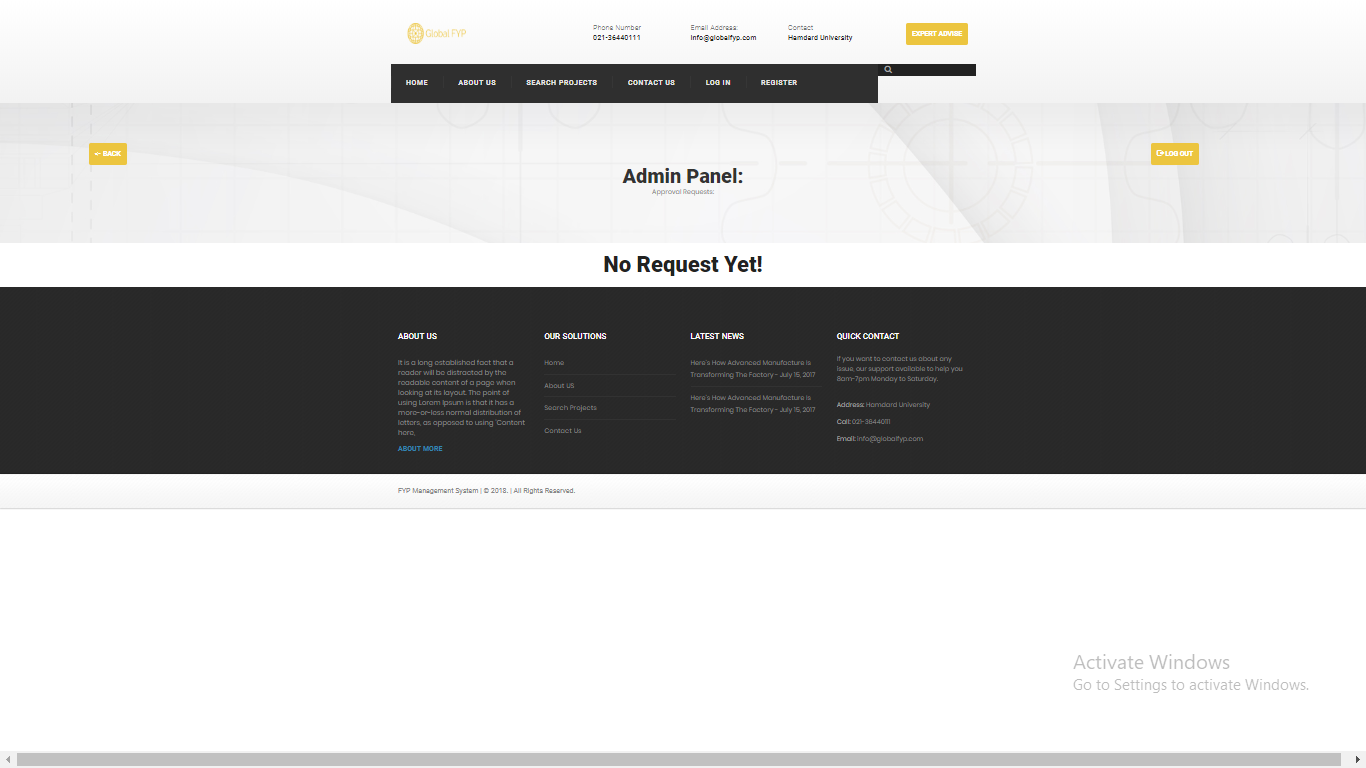 Global FYP
Phone Number
021-36440111
Email Address:
info@globalfyp.com
Contact
Hamdard University
EXPERT ADVISE
HOME
ABOUT US
SEARCH PROJECTS
CONTACT US
LOG IN
REGISTER
BACK
LOG OUT
Admin Panel:
Approval Requests:
No Request Yet!
ABOUT US
It is a long established fact that a
reader will be distracted by the
readable content of a page when
looking at its layout. The point of
using Lorem Ipsum is that it has a
more-or-less normal distribution of
letters, as opposed to using 'Content
here,
ABOUT MORE
OUR SOLUTIONS
Home
About US
Search Projects
Contact Us
LATEST NEWS
Here's How Advanced Manufacture is
Transforming The Factory - July 15, 2017
Here's How Advanced Manufacture is
Transforming The Factory - July 15, 2017
QUICK CONTACT
If you want to contact us about any
issue, our support available to help you
8am-7pm Monday to Saturday.
Address: Hamdard University
Call: 021-36440111
Email: info@globalfyp.com
FYP Management System | © 2018. | All Rights Reserved.
Activate Windows
Go to Settings to activate Windows.